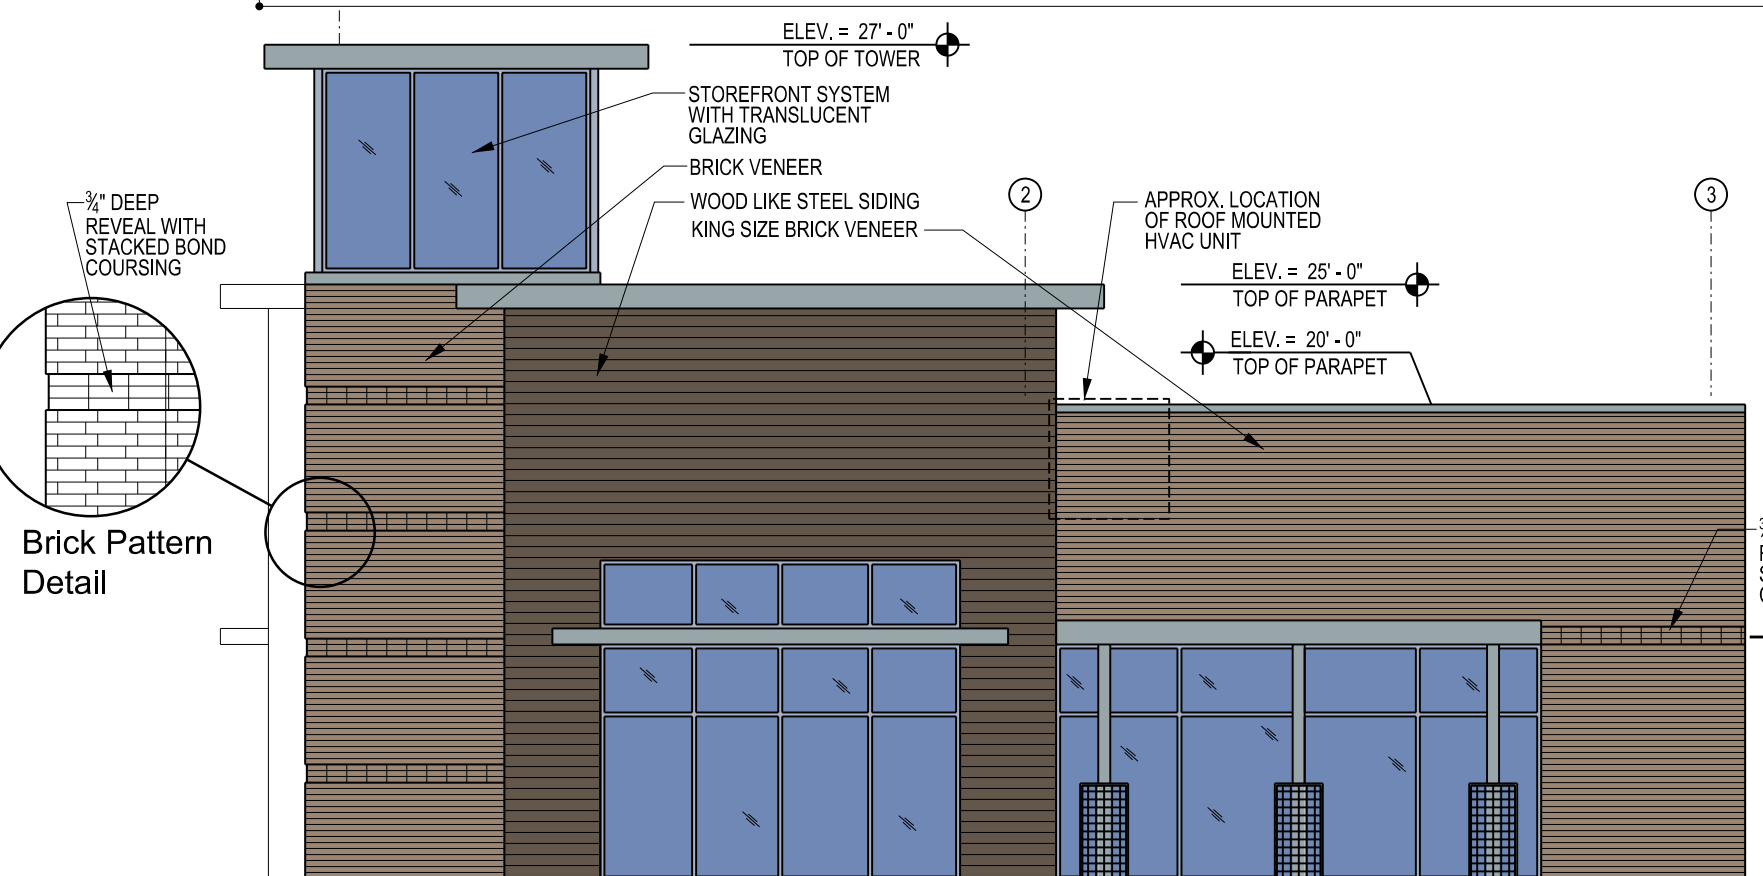 ELEV. = 27' - 0"
TOP OF TOWER
STOREFRONT SYSTEM
WITH TRANSLUCENT
GLAZING
BRICK VENEER
WOOD LIKE STEEL SIDING
KING SIZE BRICK VENEER
¾" DEEP
REVEAL WITH
STACKED BOND
COURSING
Brick Pattern
Detail
2
APPROX. LOCATION
OF ROOF MOUNTED
HVAC UNIT
3
ELEV. = 25' - 0"
TOP OF PARAPET
ELEV. = 20' - 0"
TOP OF PARAPET